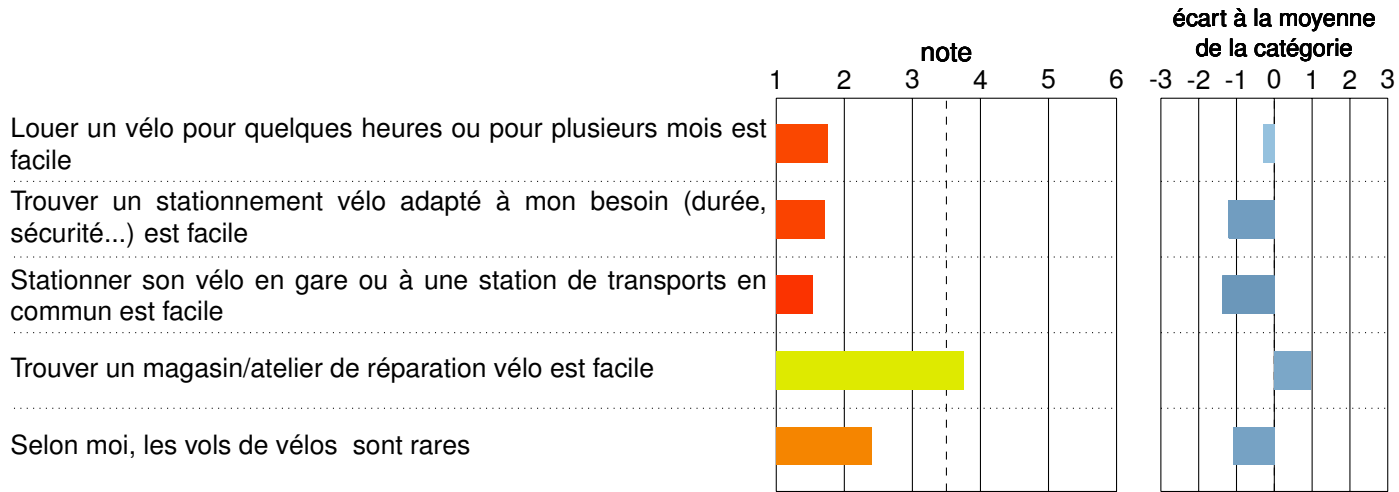 écart à la moyenne
note de la catégorie
1 2 3 4 5 6 -3 -2 -1 0 1 2 3
Louer un vélo pour quelques heures ou pour plusieurs mois est
facile
Trouver un stationnement vélo adapté à mon besoin (durée,
sécurité...) est facile
Stationner son vélo en gare ou à une station de transports en
commun est facile
Trouver un magasin/atelier de réparation vélo est facile
Selon moi, les vols de vélos sont rares